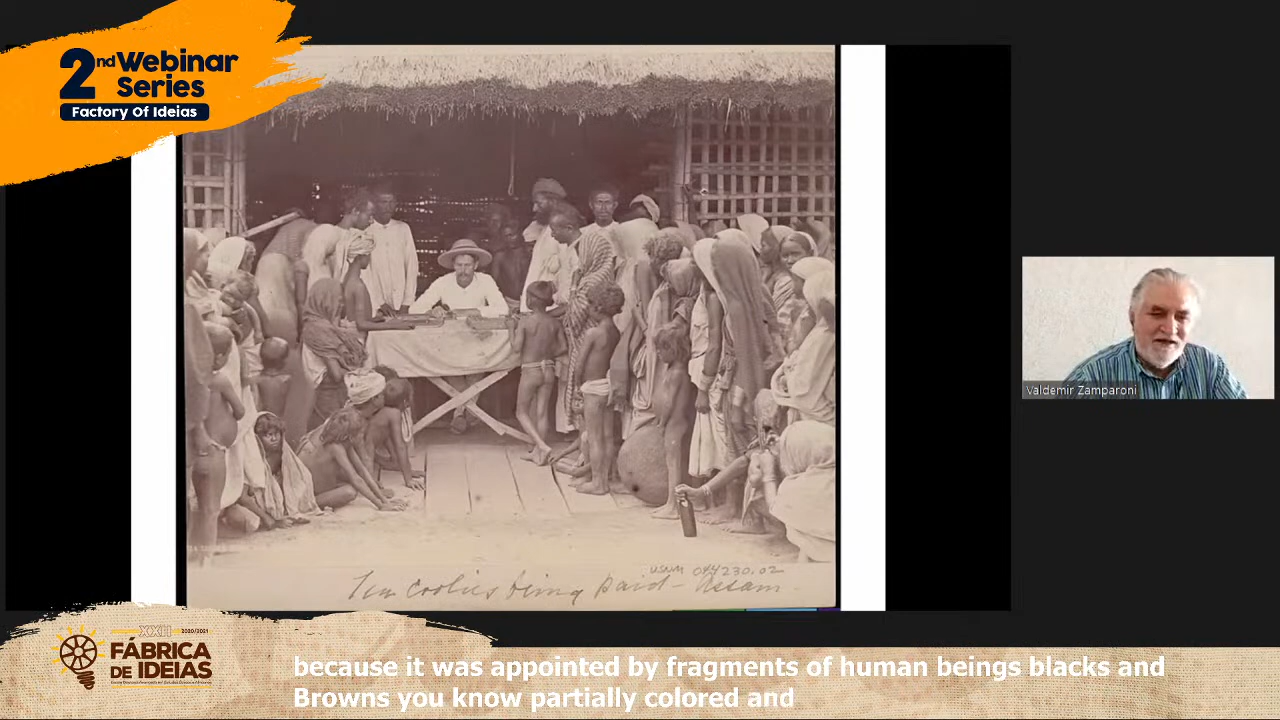 2nd Webinar
Series
Factory Of Ideias
Valdemir Zamparoni
usnm 044230.02
Tea coolies being paid - Assam
XXII 2020/2021
FÁBRICA
DE IDEIAS
because it was appointed by fragments of human beings blacks and
Browns you know partially colored and